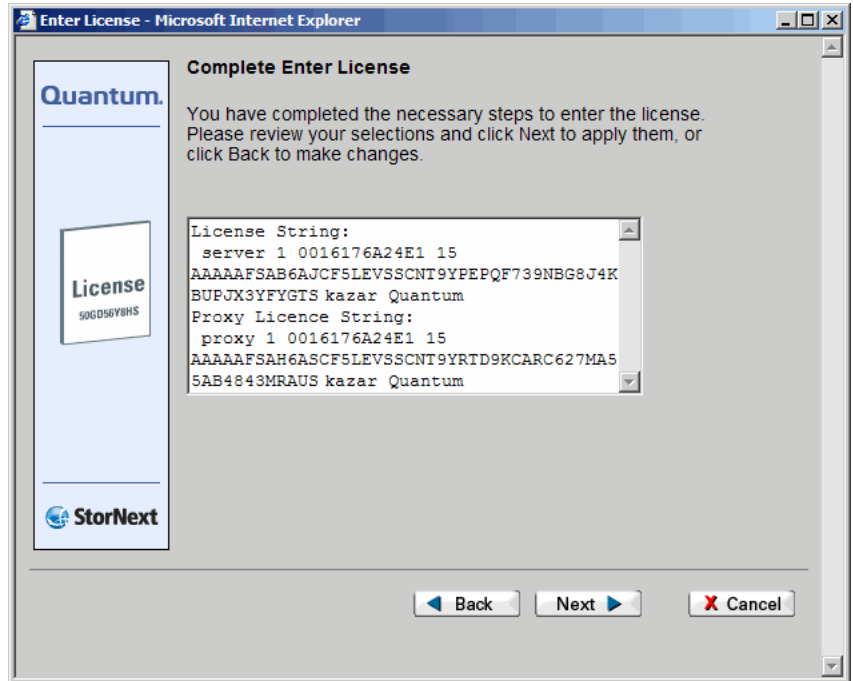 Enter License - Microsoft Internet Explorer
Quantum.
License
50GD56Y8HS
StorNext
Complete Enter License
You have completed the necessary steps to enter the license.
Please review your selections and click Next to apply them, or
click Back to make changes.
License String:
server 1 0016176A24E1 15
AAAAAFSAB6AJCF5LEVSSCNT9YPEPQF739NBG8J4K
BUPJX3YFYGTS kazar Quantum
Proxy Licence String:
proxy 1 0016176A24E1 15
AAAAAFSAH6ASCF5LEVSSCNT9YRTD9KCARC627MA5
5AB4843MRAUS kazar Quantum
Back
Next
Cancel